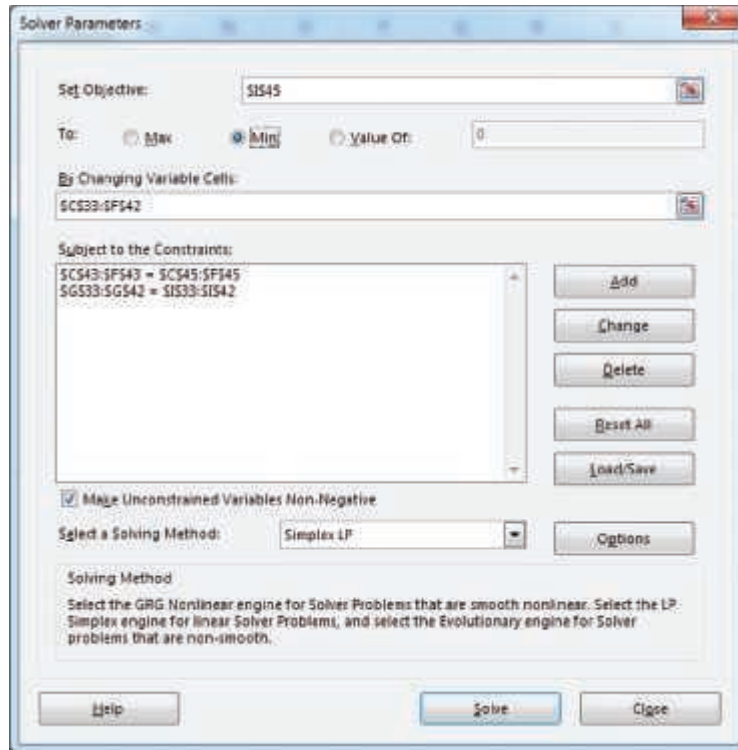 Solver Parameters
Set Objective: $I$45
To: Max Min Value Of: 0
By Changing Variable Cells:
$C$33:$F$42
Subject to the Constraints:
$C$43:$F$43 = $C$45:$F$45
$G$33:$G$42 = $I$33:$I$42
Add
Change
Delete
Reset All
Load/Save
Make Unconstrained Variables Non-Negative
Select a Solving Method: Simplex LP Options
Solving Method
Select the GRG Nonlinear engine for Solver Problems that are smooth nonlinear. Select the LP
Simplex engine for linear Solver Problems, and select the Evolutionary engine for Solver
problems that are non-smooth.
Help Solve Close